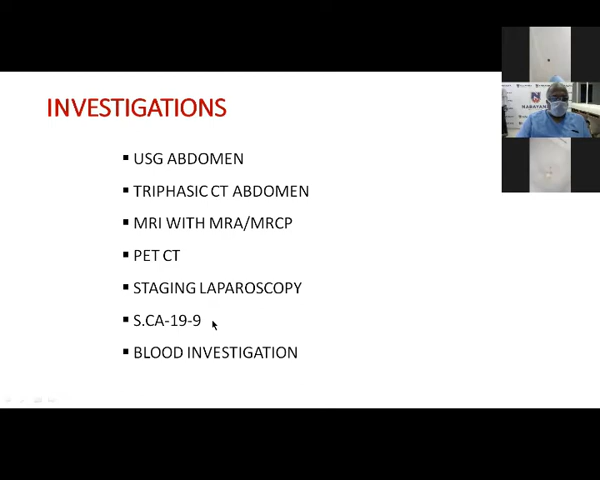 INVESTIGATIONS
▪ USG ABDOMEN
▪ TRIPHASIC CT ABDOMEN
▪ MRI WITH MRA/MRCP
▪ PET CT
▪ STAGING LAPAROSCOPY
▪ S.CA-19-9
▪ BLOOD INVESTIGATION